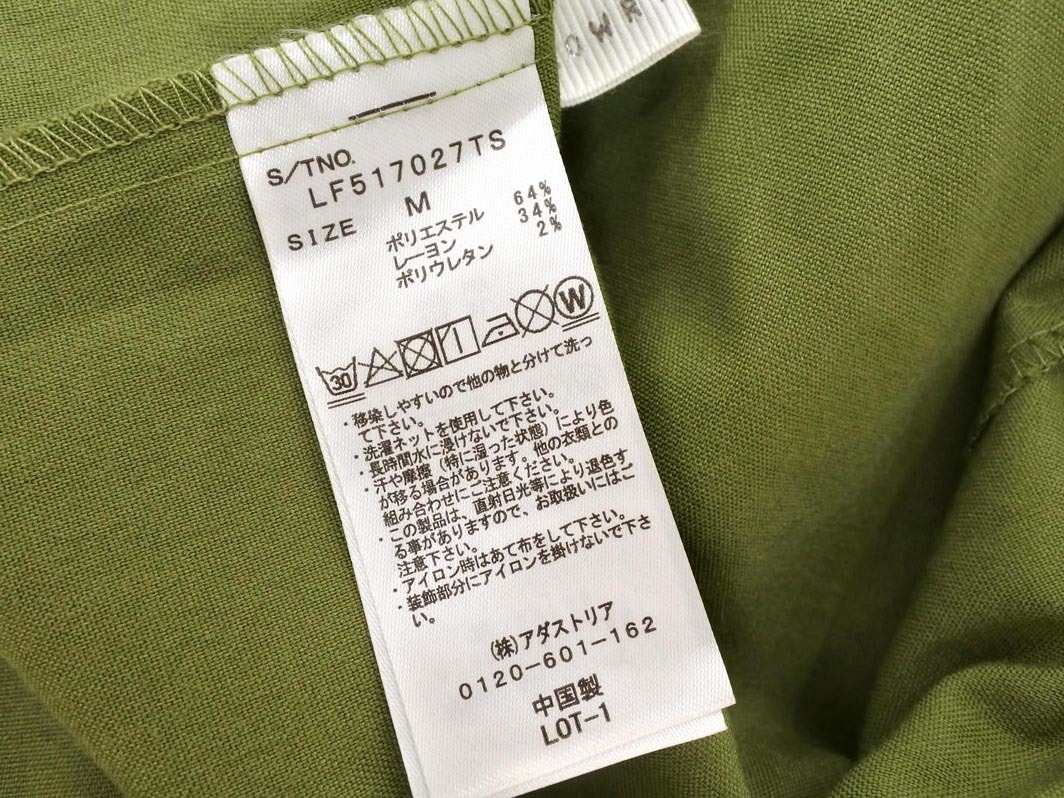 OWR
S/TNO.
LF517027TS
SIZE M
ポリエステル 64%
レーヨン 34%
ポリウレタン 2%
30 W
・移染しやすいので他の物と分けて洗っ
て下さい。
・洗濯ネットを使用して下さい。
・長時間水に浸けないで下さい。
・汗や摩擦（特に湿った状態）により色
が移る場合があります。他の衣類との
組み合わせにご注意ください。
・この製品は、直射日光等により退色す
る事がありますので、お取扱いにはご
注意下さい。
・アイロン時はあて布をして下さい。
・装飾部分にアイロンを掛けないで下さ
い。
(株)アダストリア
0120-601-162
中国製
LOT-1